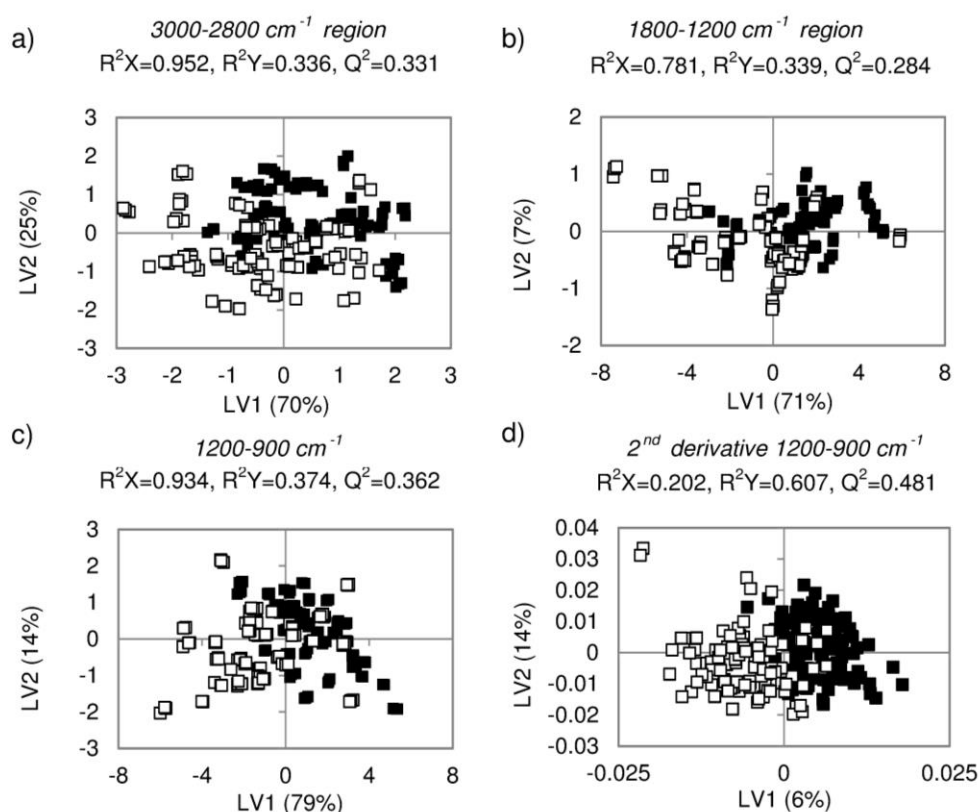 a) 3000-2800 cm⁻¹ region
R²X=0.952, R²Y=0.336, Q²=0.331
3
2
1
0
-1
-2
-3
LV2 (25%)
-3 -2 -1 0 1 2 3
LV1 (70%)
b) 1800-1200 cm⁻¹ region
R²X=0.781, R²Y=0.339, Q²=0.284
2
1
0
-1
-2
LV2 (7%)
-8 -4 0 4 8
LV1 (71%)
c) 1200-900 cm⁻¹
R²X=0.934, R²Y=0.374, Q²=0.362
3
2
1
0
-1
-2
-3
LV2 (14%)
-8 -4 0 4 8
LV1 (79%)
d) 2ⁿᵈ derivative 1200-900 cm⁻¹
R²X=0.202, R²Y=0.607, Q²=0.481
0.04
0.03
0.02
0.01
0
-0.01
-0.02
-0.03
LV2 (14%)
-0.025 0 0.025
LV1 (6%)